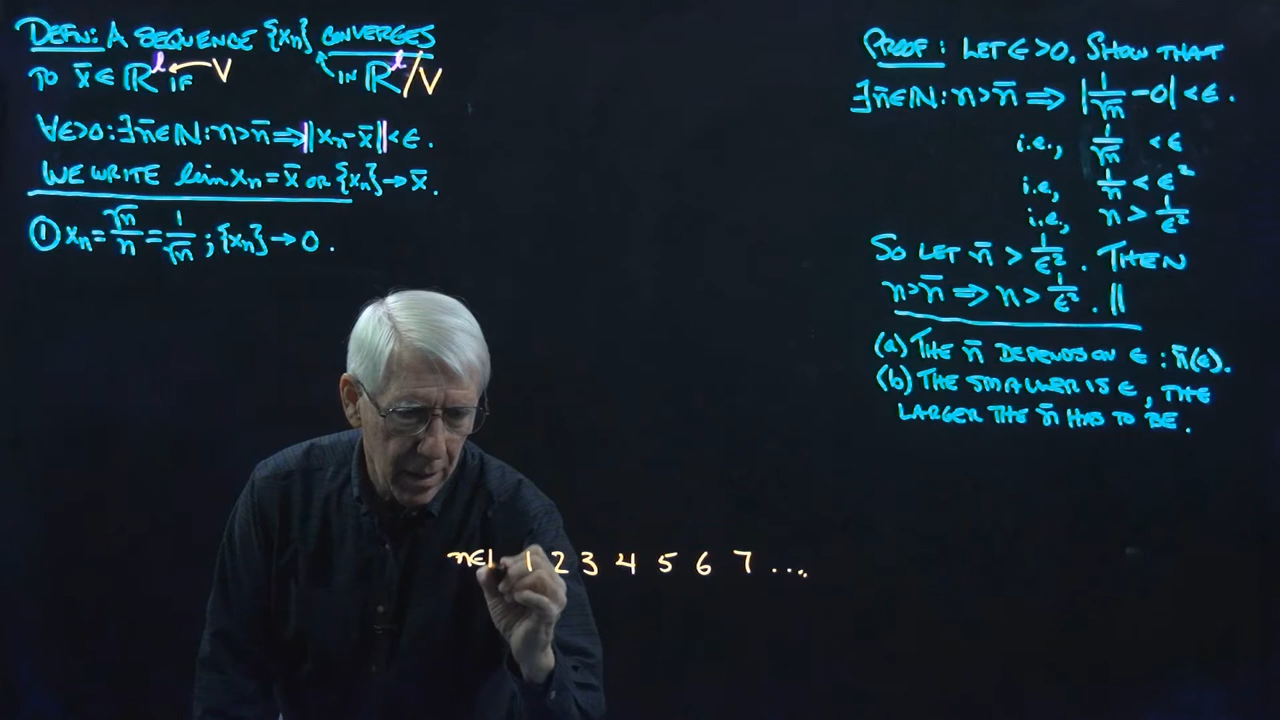 DEFN: A SEQUENCE {xₙ} CONVERGES
TO x̄ ∈ ℝˡ ← V IF IN ℝˡ/V
∀ϵ>0: ∃n̄∈ℕ: n>n̄ ⟹ ||xₙ-x̄||<ϵ.
WE WRITE lim xₙ = x̄ OR {xₙ} → x̄.
① xₙ = √n/n = 1/√n ; {xₙ} → 0.
PROOF: LET ϵ>0. SHOW THAT
∃n̄∈ℕ: n>n̄ ⟹ |1/√n - 0| < ϵ.
i.e., 1/√n < ϵ
i.e., 1/n < ϵ²
i.e., n > 1/ϵ²
SO LET n̄ > 1/ϵ². THEN
n>n̄ ⟹ n > 1/ϵ². ||
(a) THE n̄ DEPENDS ON ϵ: n̄(ϵ).
(b) THE SMALLER IS ϵ, THE
LARGER THE n̄ HAS TO BE.
n∈ 1 2 3 4 5 6 7 ...